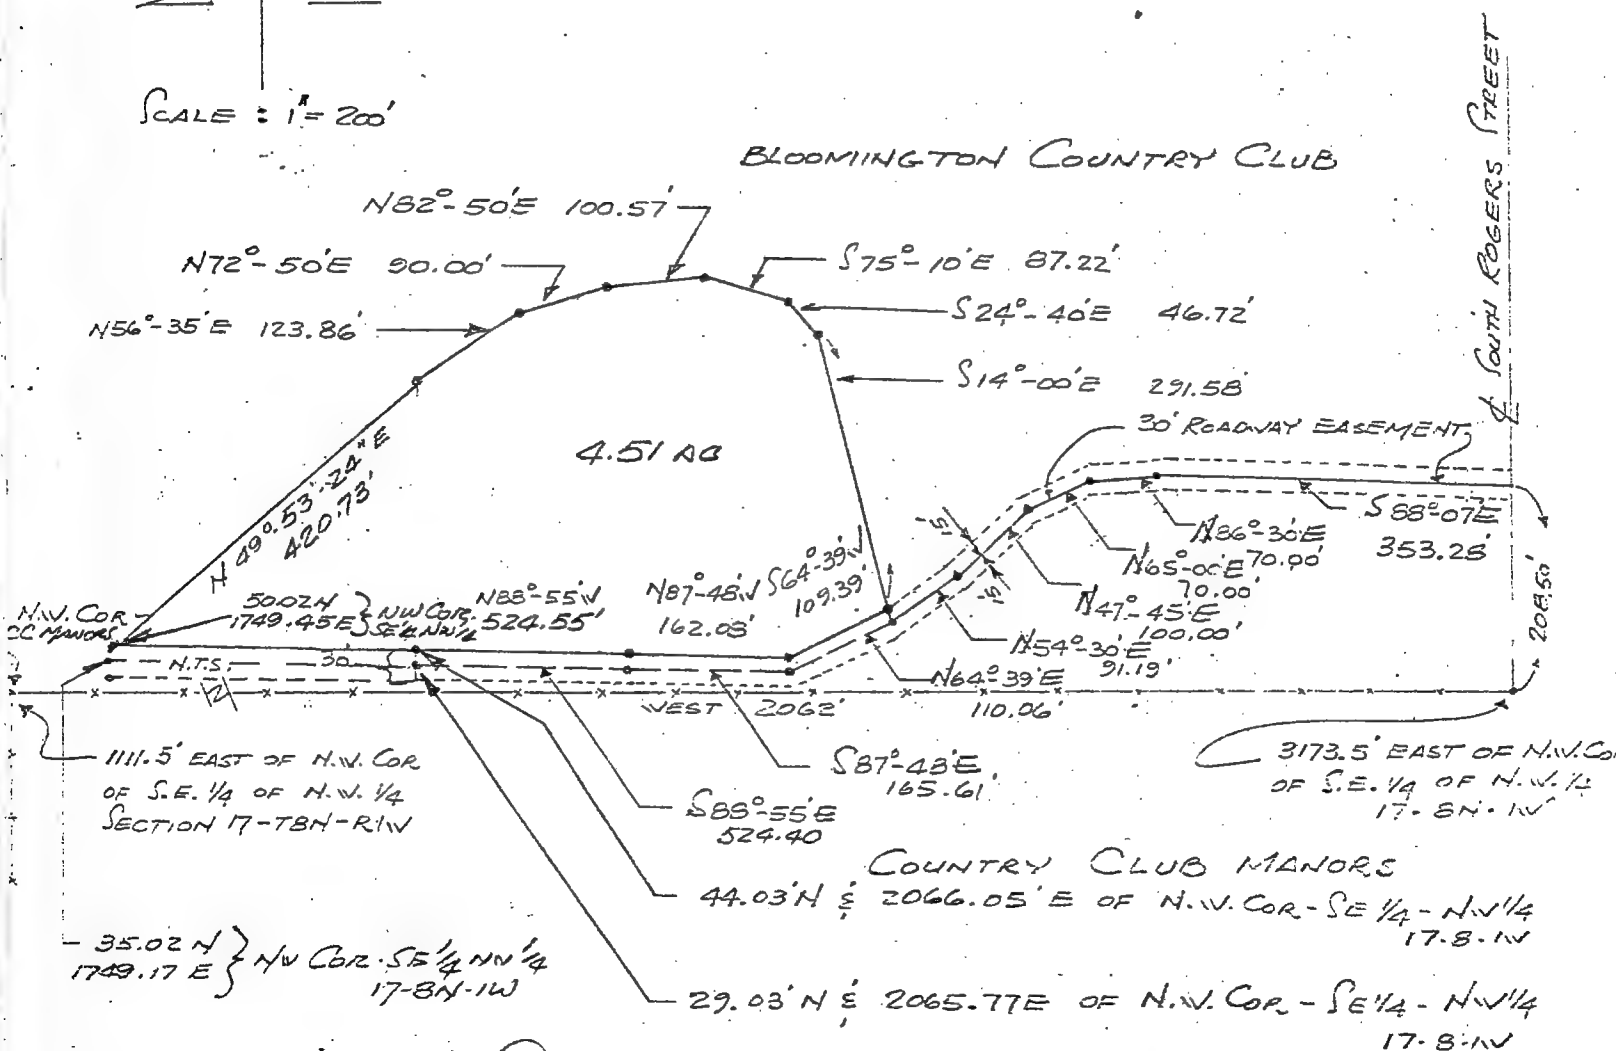 SCALE : 1" = 200'
BLOOMINGTON COUNTRY CLUB
SOUTH ROGERS STREET
N82°-50'E 100.57'
N72°-50'E 90.00'
S75°-10'E 87.22'
N56°-35'E 123.86'
S24°-40'E 46.72'
S14°-00'E 291.58'
30' ROADWAY EASEMENT
4.51 AC
N 49°-53'-24" E
420.73'
S88°-07'E
353.28'
N86°-30'E
70.00'
N65°-00'E
70.00'
N47°-45'E
100.00'
N54°-30'E
91.19'
N64°-39'E
110.06'
15'
15'
208.50'
S64°-39'W
109.39'
N87°-48'W
162.03'
N88°-55'W
524.55'
50.02 N
1749.45 E } NW COR.
SE¼ NW¼
N.W. COR
CC MANORS
N.T.S.
30'
WEST 2062'
1111.5' EAST OF N.W. COR
OF S.E. 1/4 OF N.W. 1/4
SECTION 17-T8N-R1W
S87°-48'E
165.61'
S88°-55'E
524.40
3173.5' EAST OF N.W. CO
OF S.E. 1/4 OF N.W. 1/4
17-8N-1W
COUNTRY CLUB MANORS
44.03'N & 2066.05'E OF N.W. COR - SE 1/4 - NW 1/4
17-8-1W
35.02 N
1749.17 E } NW COR. SE 1/4 NW 1/4
17-8N-1W
29.03'N & 2065.77E OF N.W. COR - SE 1/4 - NW 1/4
17-8-1W